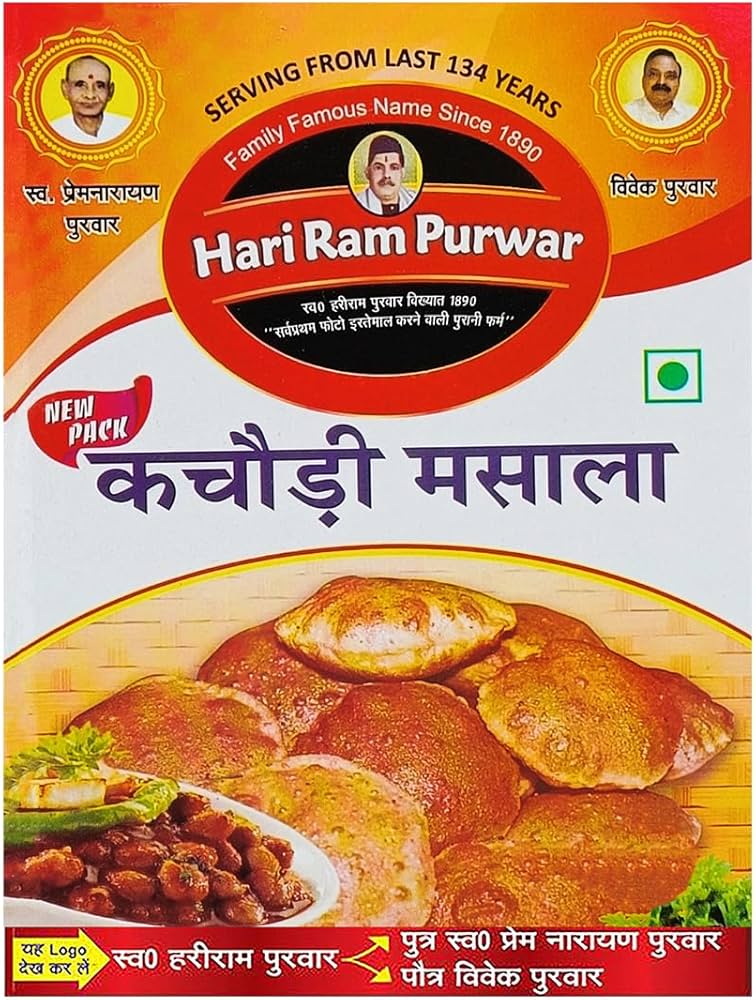 SERVING FROM LAST 134 YEARS
Family Famous Name Since 1890
स्व. प्रेमनारायण
पुरवार
विवेक पुरवार
Hari Ram Purwar
स्व0 हरीराम पुरवार विख्यात 1890
"सर्वप्रथम फोटो इस्तेमाल करने वाली पुरानी फर्म"
NEW
PACK
कचौड़ी मसाला
यह Logo
देख कर लें
स्व0 हरीराम पुरवार
पुत्र स्व0 प्रेम नारायण पुरवार
पौत्र विवेक पुरवार